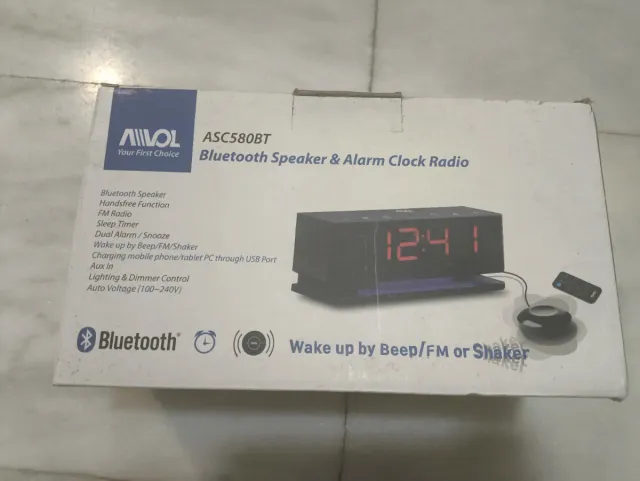 AIVOL
Your First Choice
ASC580BT
Bluetooth Speaker & Alarm Clock Radio
Bluetooth Speaker
Handsfree Function
FM Radio
Sleep Timer
Dual Alarm / Snooze
Wake up by Beep/FM/Shaker
Charging mobile phone/tablet PC through USB Port
Aux In
Lighting & Dimmer Control
Auto Voltage (100~240V)
12:41
Bluetooth®
Wake up by Beep/FM or Shaker
Shaker
Shaker